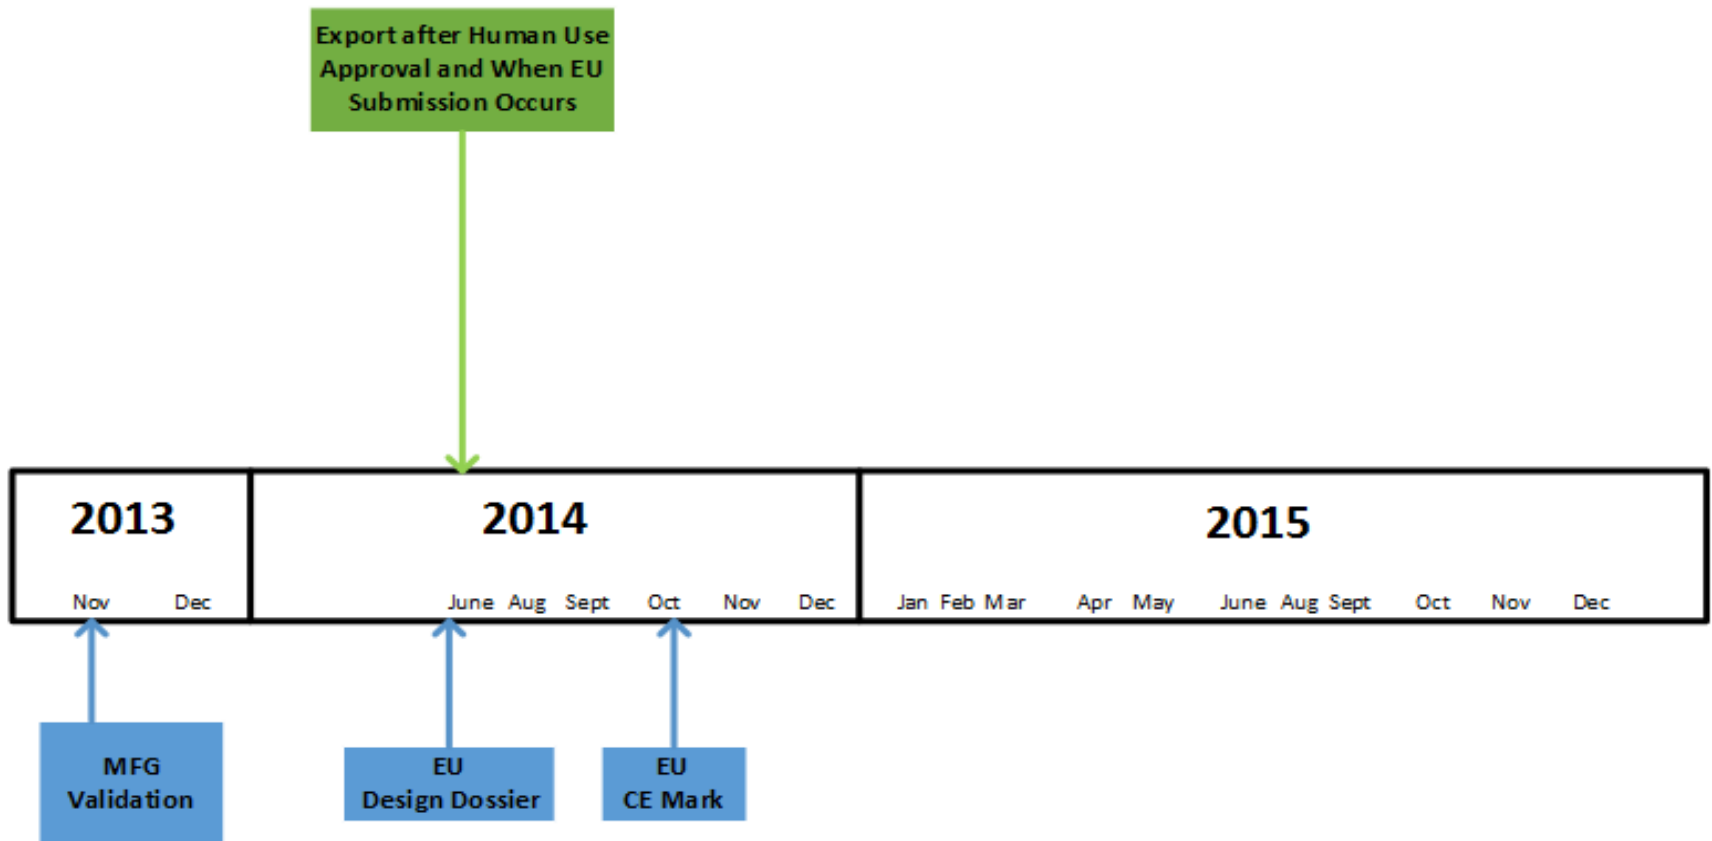 Export after Human Use
Approval and When EU
Submission Occurs
2013
2014
2015
Nov Dec
June Aug Sept Oct Nov Dec
Jan Feb Mar Apr May June Aug Sept Oct Nov Dec
MFG
Validation
EU
Design Dossier
EU
CE Mark